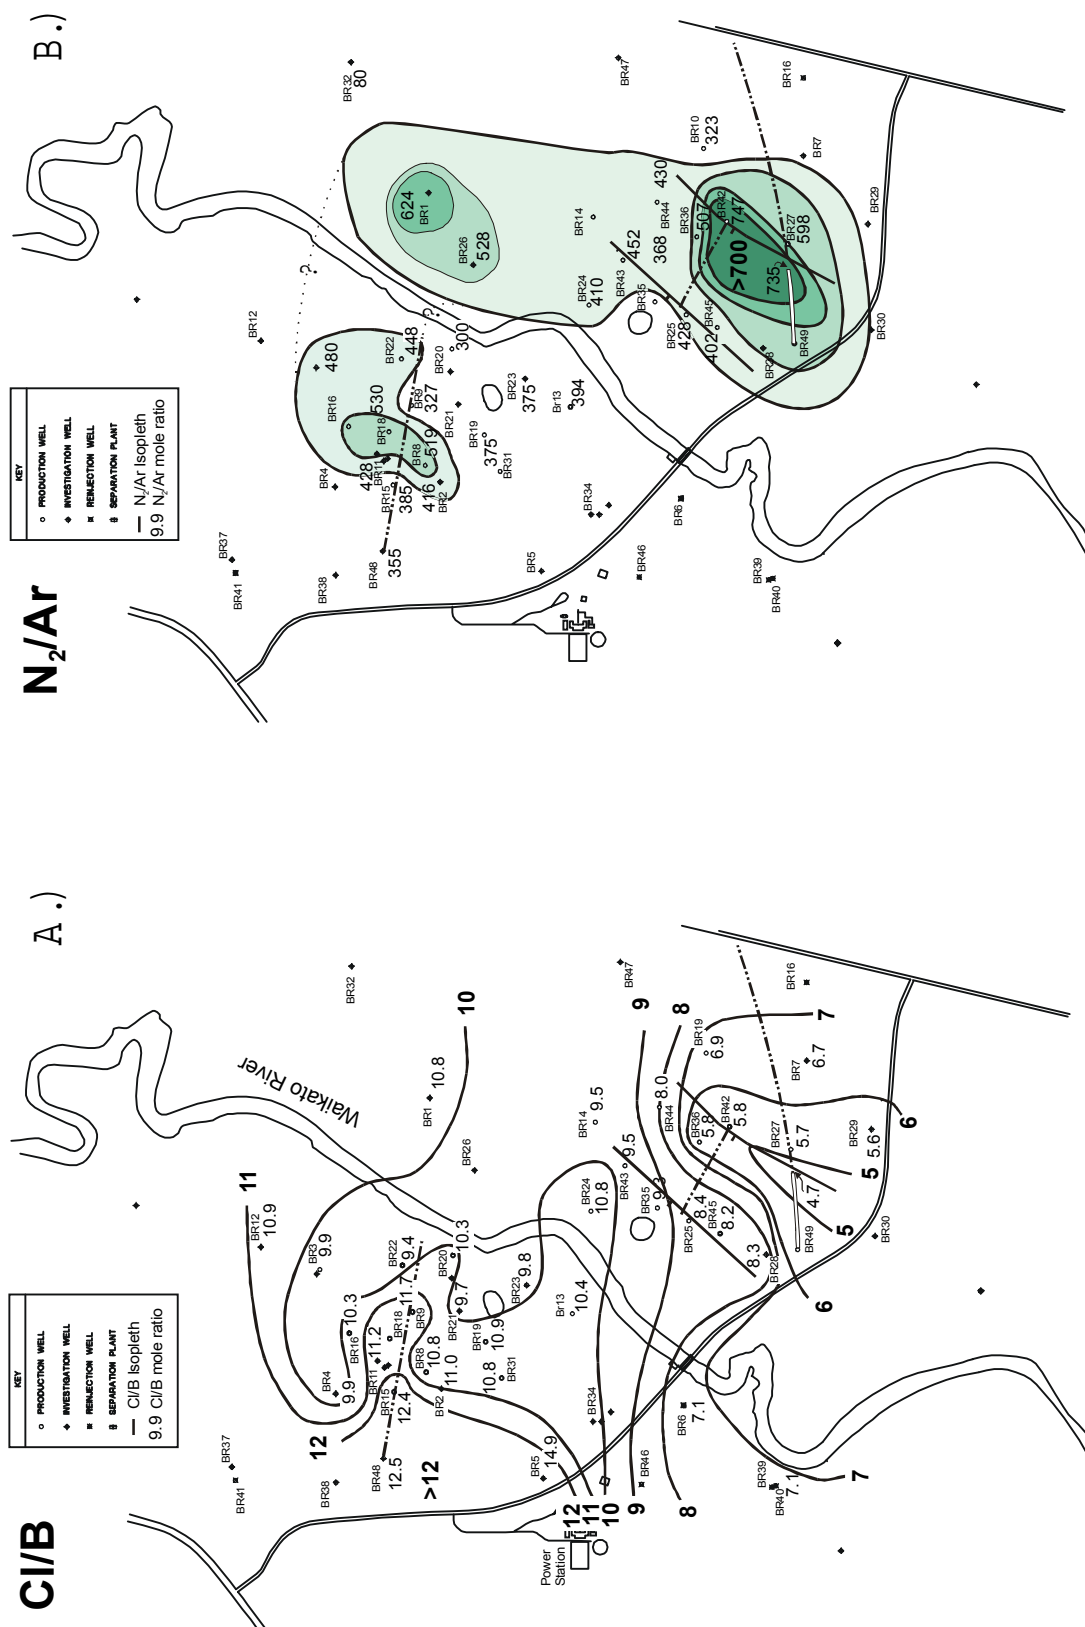 B.)
N2/Ar
KEY
PRODUCTION WELL
INVESTIGATION WELL
REINJECTION WELL
SEPARATION PLANT
N2/Ar Isopleth
9.9 N2/Ar mole ratio
BR32
80
BR47
BR16
BR12
BR10
323
BR7
624
BR1
BR26
528
BR14
430
BR44
BR36
507
BR42
747
BR29
BR27
598
452
368
BR43
BR24
410
BR35
>700
735
BR25
428
BR45
402
BR28
BR49
BR30
?
?
480
BR22
448
BR20
300
BR16
530
BR18
BR9
327
BR21
BR23
375
Br13
394
BR19
375
BR31
BR4
428
BR11
BR8
519
BR15
385
416
BR2
BR48
355
BR37
BR41
BR38
BR5
BR34
BR6
BR46
BR39
BR40
A.)
Cl/B
KEY
PRODUCTION WELL
INVESTIGATION WELL
REINJECTION WELL
SEPARATION PLANT
Cl/B Isopleth
9.9 Cl/B mole ratio
Waikato River
BR32
BR47
BR16
10
9
8
7
BR19
6.9
BR7
6.7
BR1
10.8
BR26
BR14
9.5
8.0
BR44
BR36
5.8
BR42
5.8
6
BR29
5.6
BR27
5.7
5
4.7
5
BR49
BR30
11
BR12
10.9
BR3
9.9
BR24
10.8
9.5
BR43
BR35
9.3
BR25
8.4
BR45
8.2
8.3
BR28
6
BR22
9.4
BR20
10.3
BR23
9.8
Br13
10.4
10.3
BR16
11.7
BR9
BR18
9.7
BR21
BR19
10.9
11.2
BR11
BR8
10.8
10.8
BR31
BR4
9.9
BR15
12.4
11.0
BR2
BR34
BR6
7.1
12
BR48
12.5
>12
BR5
14.9
BR37
BR41
BR38
BR46
BR39
BR40
7.1
7
12
11
10
9
8
Power
Station